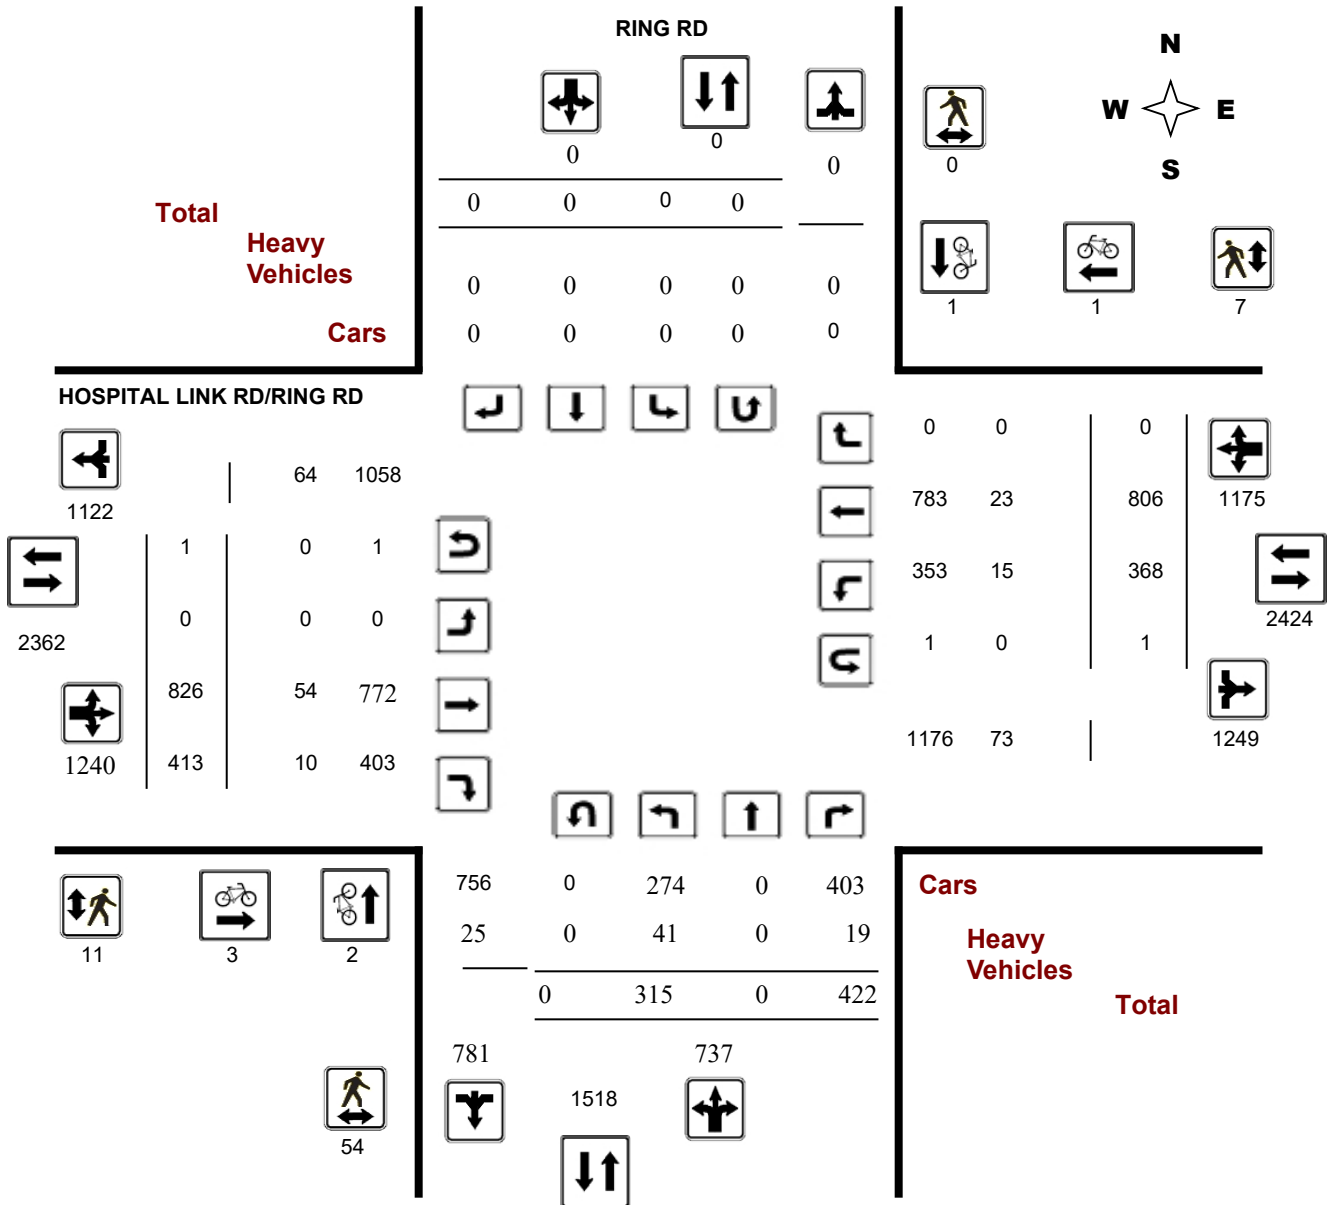 RING RD
N
W E
S
0 0 0 0
0 0 0 0
Total
Heavy
Vehicles
Cars
0 0 0 0 0
0 0 0 0 0
1 1 7
HOSPITAL LINK RD/RING RD
64 1058
1122
1 0 1
0 0 0
2362
826 54 772
1240 413 10 403
0 0 0
783 23 806 1175
353 15 368
2424
1 0 1
1176 73 1249
11 3 2
756 0 274 0 403
25 0 41 0 19
0 315 0 422
781 737
1518
54
Cars
Heavy
Vehicles
Total